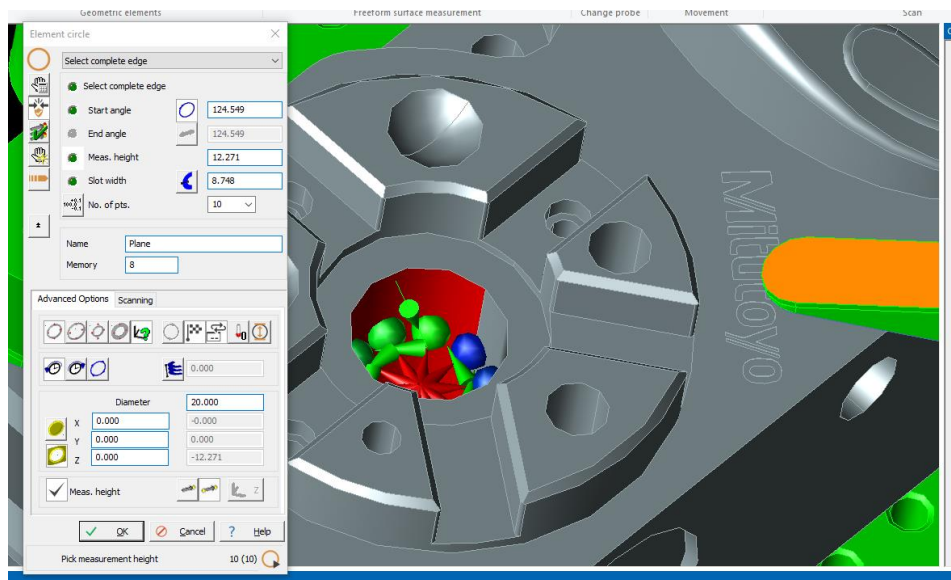 Geometric elements
Freeform surface measurement
Change probe
Movement
Scan
Element circle
Select complete edge
Select complete edge
Start angle 124.549
End angle 124.549
Meas. height 12.271
Slot width 8.748
No. of pts. 10
Name Plane
Memory 8
Advanced Options Scanning
0.000
Diameter 20.000
X 0.000 -0.000
Y 0.000 0.000
Z 0.000 -12.271
Meas. height Z
OK Cancel ? Help
Pick measurement height 10 (10)
Mitutoyo